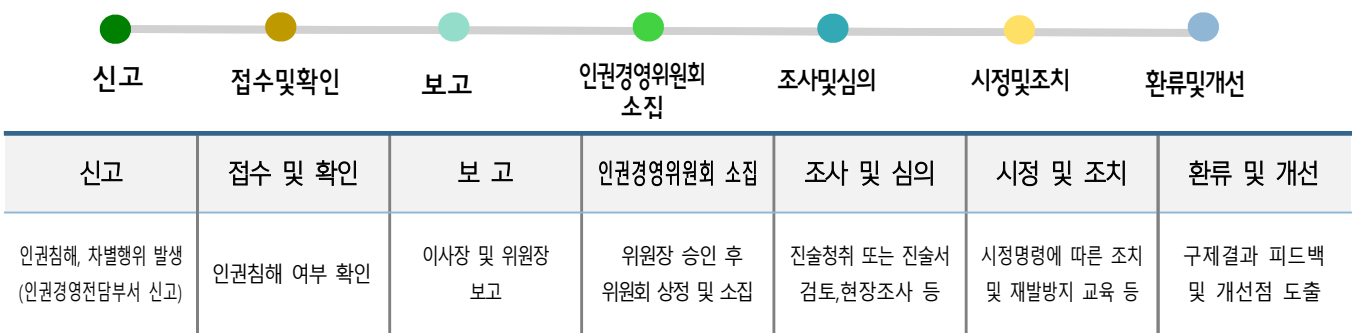 신고
접수및확인
보고
인권경영위원회
소집
조사및심의
시정및조치
환류및개선
신고
접수 및 확인
보 고
인권경영위원회 소집
조사 및 심의
시정 및 조치
환류 및 개선
인권침해, 차별행위 발생
(인권경영전담부서 신고)
인권침해 여부 확인
이사장 및 위원장
보고
위원장 승인 후
위원회 상정 및 소집
진술청취 또는 진술서
검토,현장조사 등
시정명령에 따른 조치
및 재발방지 교육 등
구제결과 피드백
및 개선점 도출